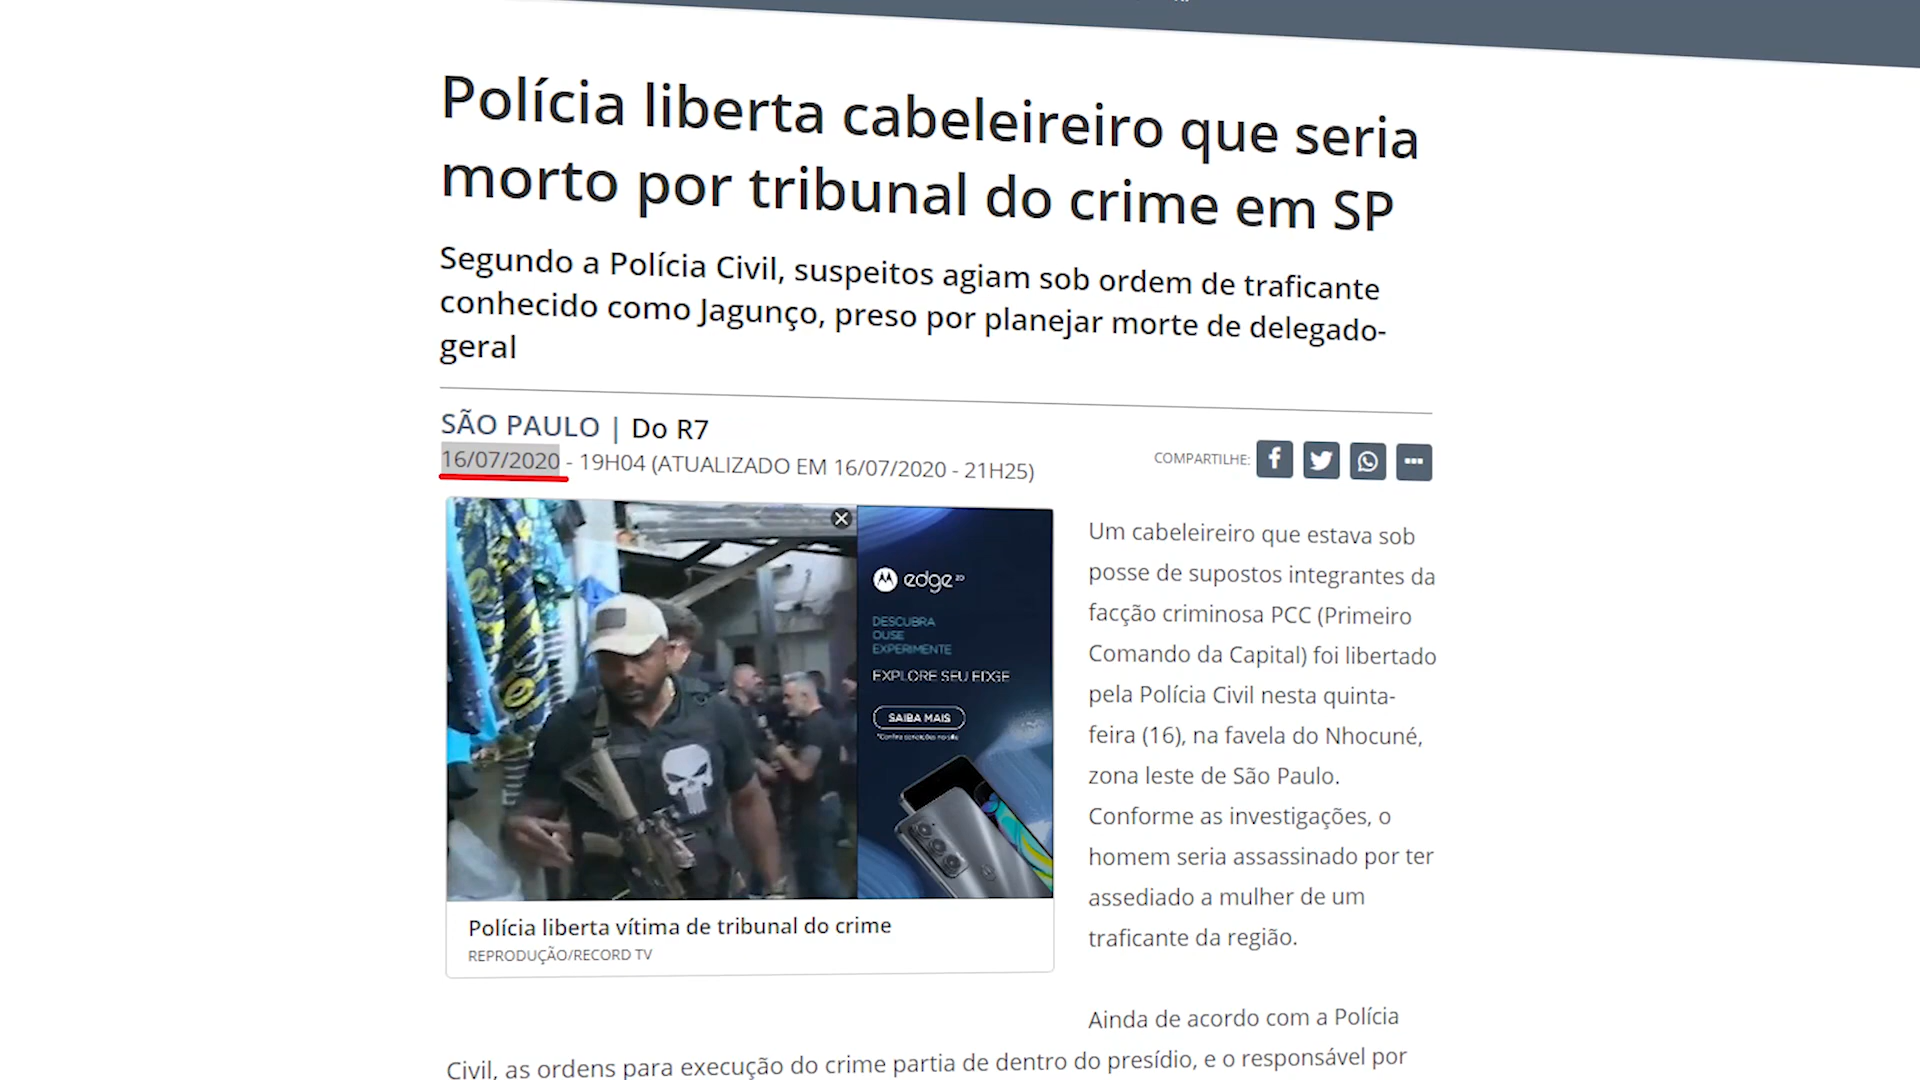 Polícia liberta cabeleireiro que seria
morto por tribunal do crime em SP
Segundo a Polícia Civil, suspeitos agiam sob ordem de traficante
conhecido como Jagunço, preso por planejar morte de delegado-
geral
SÃO PAULO | Do R7
16/07/2020 - 19H04 (ATUALIZADO EM 16/07/2020 - 21H25)
COMPARTILHE:
edge 20
DESCUBRA
OUSE
EXPERIMENTE
EXPLORE SEU EDGE
SAIBA MAIS
*Confira condições no site
Polícia liberta vítima de tribunal do crime
REPRODUÇÃO/RECORD TV
Um cabeleireiro que estava sob
posse de supostos integrantes da
facção criminosa PCC (Primeiro
Comando da Capital) foi libertado
pela Polícia Civil nesta quinta-
feira (16), na favela do Nhocuné,
zona leste de São Paulo.
Conforme as investigações, o
homem seria assassinado por ter
assediado a mulher de um
traficante da região.
Ainda de acordo com a Polícia
Civil, as ordens para execução do crime partia de dentro do presídio, e o responsável por